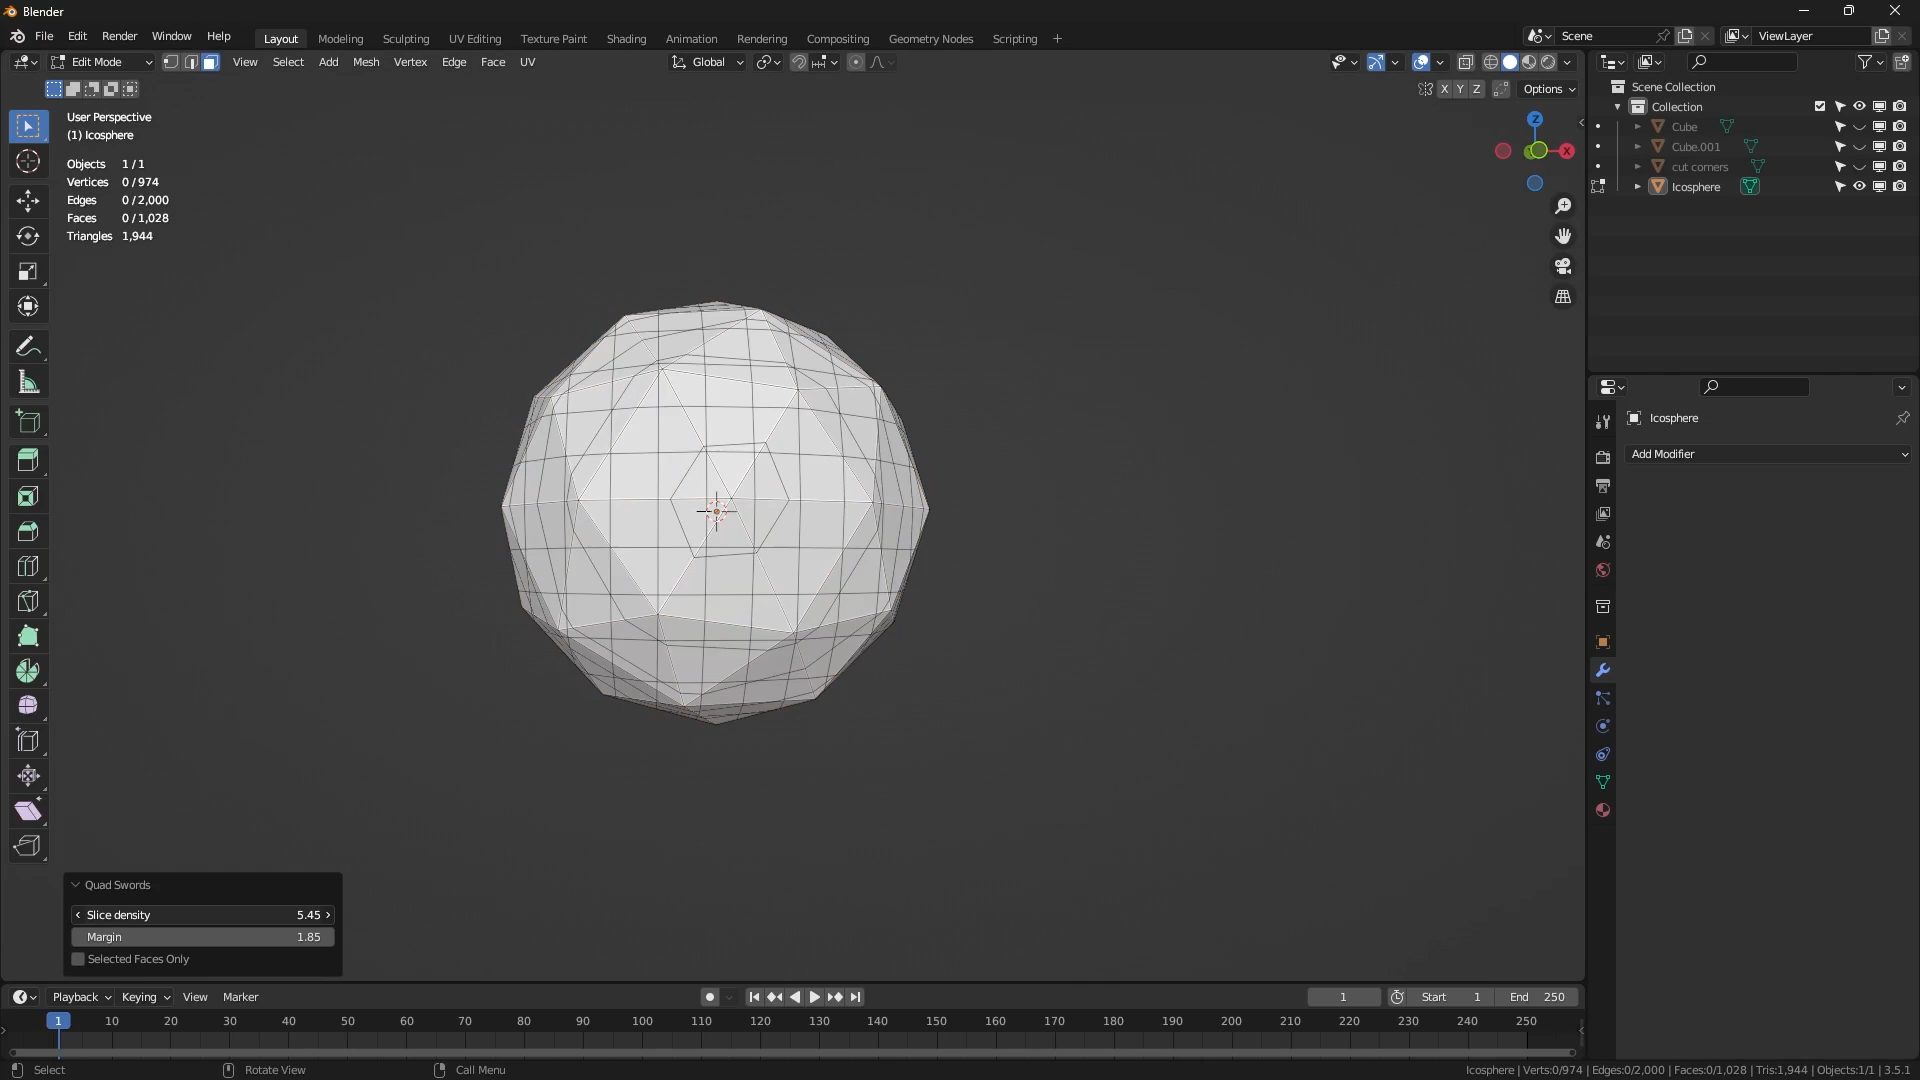 Blender
File Edit Render Window Help Layout Modeling Sculpting UV Editing Texture Paint Shading Animation Rendering Compositing Geometry Nodes Scripting + Scene ViewLayer
Edit Mode View Select Add Mesh Vertex Edge Face UV Global
X Y Z Options
User Perspective
(1) Icosphere
Objects 1/1
Vertices 0/974
Edges 0/2,000
Faces 0/1,028
Triangles 1,944
Z
X
Scene Collection
Collection
Cube
Cube.001
cut corners
Icosphere
Icosphere
Add Modifier
Quad Swords
Slice density 5.45
Margin 1.85
Selected Faces Only
Playback Keying View Marker 1 Start 1 End 250
1 10 20 30 40 50 60 70 80 90 100 110 120 130 140 150 160 170 180 190 200 210 220 230 240 250
Select Rotate View Call Menu Icosphere | Verts:0/974 | Edges:0/2,000 | Faces:0/1,028 | Tris:1,944 | Objects:1/1 | 3.5.1